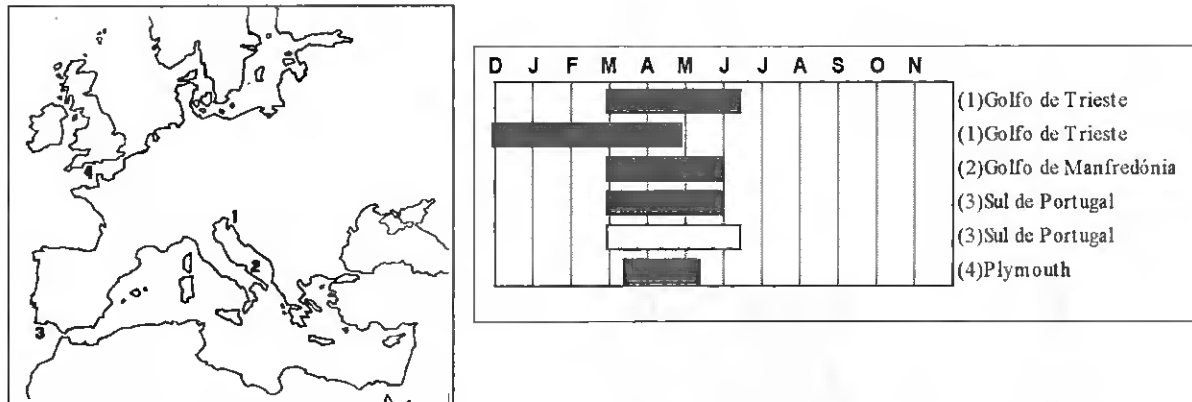 1
2
3
D J F M A M J J A S O N
(1)Golfo de Trieste
(1)Golfo de Trieste
(2)Golfo de Manfredónia
(3)Sul de Portugal
(3)Sul de Portugal
(4)Plymouth